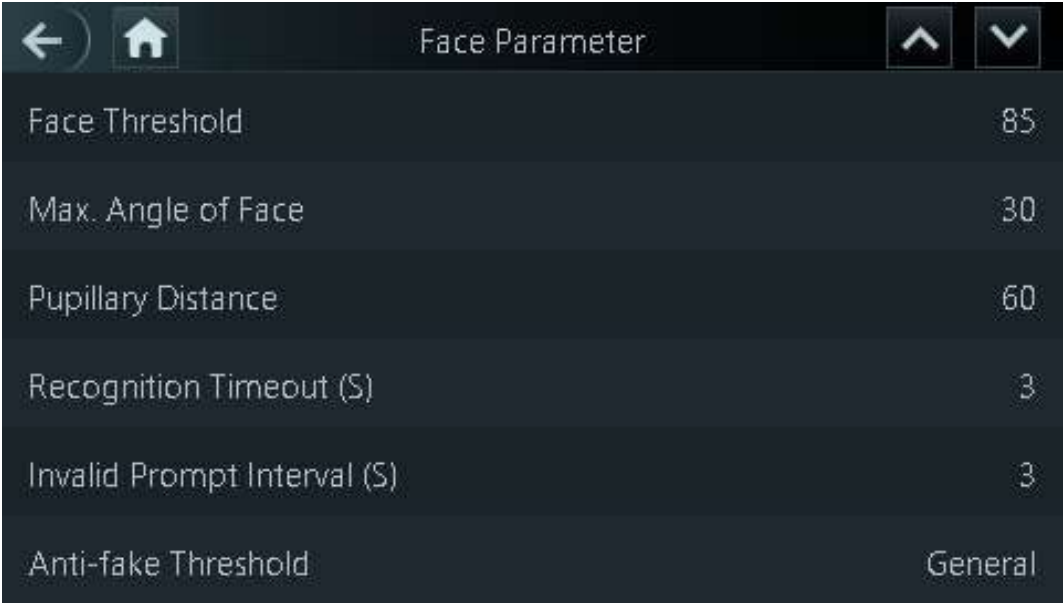 Face Parameter
Face Threshold 85
Max. Angle of Face 30
Pupillary Distance 60
Recognition Timeout (S) 3
Invalid Prompt Interval (S) 3
Anti-fake Threshold General